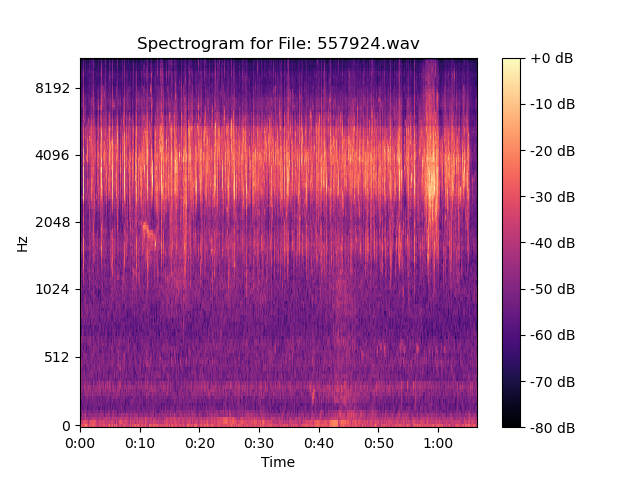 Spectrogram for File: 557924.wav
8192
4096
2048
1024
512
0
Hz
0:00
0:10
0:20
0:30
0:40
0:50
1:00
Time
+0 dB
-10 dB
-20 dB
-30 dB
-40 dB
-50 dB
-60 dB
-70 dB
-80 dB